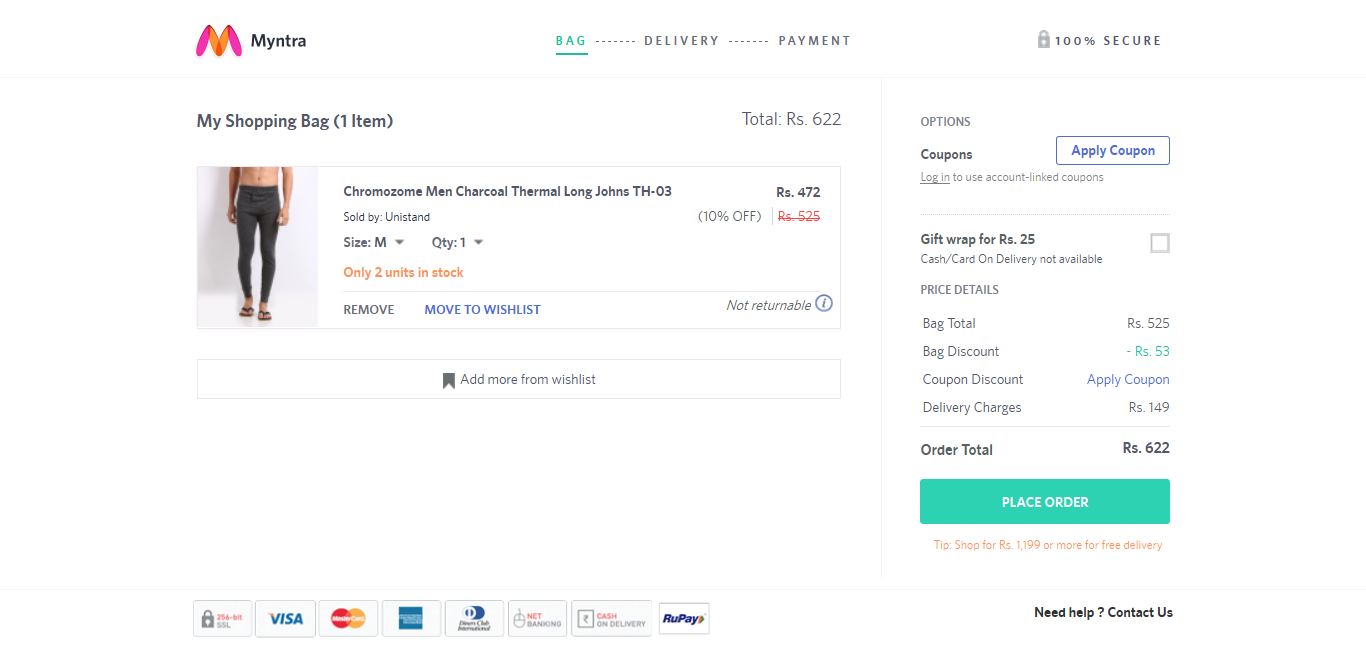 Myntra
BAG ------- DELIVERY ------- PAYMENT
100% SECURE
My Shopping Bag (1 Item)
Total: Rs. 622
Chromozome Men Charcoal Thermal Long Johns TH-03
Rs. 472
Sold by: Unistand
(10% OFF) Rs. 525
Size: M Qty: 1
Only 2 units in stock
REMOVE MOVE TO WISHLIST
Not returnable i
Add more from wishlist
OPTIONS
Coupons
Apply Coupon
Log in to use account-linked coupons
Gift wrap for Rs. 25
Cash/Card On Delivery not available
PRICE DETAILS
Bag Total Rs. 525
Bag Discount - Rs. 53
Coupon Discount Apply Coupon
Delivery Charges Rs. 149
Order Total Rs. 622
PLACE ORDER
Tip: Shop for Rs. 1,199 or more for free delivery
256-bit
SSL
VISA
MasterCard
Diners Club
International
NET
BANKING
₹ CASH
ON DELIVERY
RuPay
Need help ? Contact Us